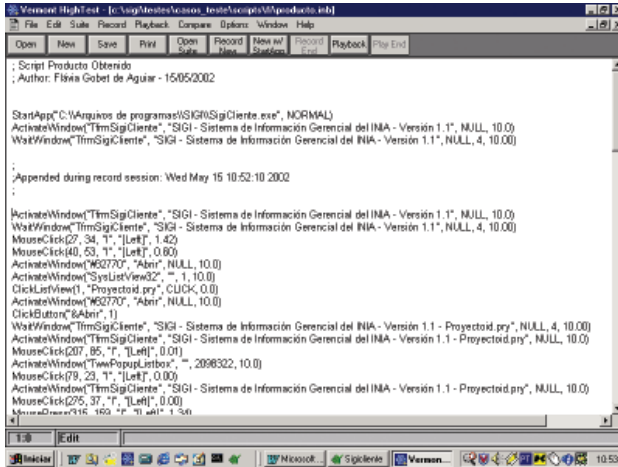 Vermont HighTest - [c:\sigi\testes\casos_teste\scripts\VI\producto.inb]
File Edit Suite Record Playback Compare Options Window Help
Open New Save Print Open Suite Record New New w/ StartApp Record End Playback Play End
; Script Producto Obtenido
; Author: Flávia Gobet de Aguiar - 15/05/2002
StartApp("C:\\Arquivos de programas\\SIGI\\SigiCliente.exe", NORMAL)
ActivateWindow("TfrmSigiCliente", "SIGI - Sistema de Información Gerencial del INIA - Versión 1.1", NULL, 10.0)
WaitWindow("TfrmSigiCliente", "SIGI - Sistema de Información Gerencial del INIA - Versión 1.1", NULL, 4, 10.00)
;
;Appended during record session: Wed May 15 10:52:10 2002
;
ActivateWindow("TfrmSigiCliente", "SIGI - Sistema de Información Gerencial del INIA - Versión 1.1", NULL, 10.0)
WaitWindow("TfrmSigiCliente", "SIGI - Sistema de Información Gerencial del INIA - Versión 1.1", NULL, 4, 10.00)
MouseClick(27, 34, "l", "[Left]", 1.42)
MouseClick(40, 53, "l", "[Left]", 0.60)
ActivateWindow("#32770", "Abrir", NULL, 10.0)
ActivateWindow("SysListView32", "", 1, 10.0)
ClickListView(1, "Proyectoid.pry", CLICK, 0.0)
ActivateWindow("#32770", "Abrir", NULL, 10.0)
ClickButton("&Abrir", 1)
WaitWindow("TfrmSigiCliente", "SIGI - Sistema de Información Gerencial del INIA - Versión 1.1 - Proyectoid.pry", NULL, 4, 10.00)
ActivateWindow("TfrmSigiCliente", "SIGI - Sistema de Información Gerencial del INIA - Versión 1.1 - Proyectoid.pry", NULL, 10.0)
MouseClick(207, 85, "l", "[Left]", 0.01)
ActivateWindow("TwwPopupListbox", "", 2098322, 10.0)
MouseClick(79, 23, "l", "[Left]", 0.00)
ActivateWindow("TfrmSigiCliente", "SIGI - Sistema de Información Gerencial del INIA - Versión 1.1 - Proyectoid.pry", NULL, 10.0)
MouseClick(275, 37, "l", "[Left]", 0.00)
MousePress(316, 159, "l", "[Left]", 1.34)
1:0 Edit
Iniciar Microsoft... Sigicliente Vermon... 10:53